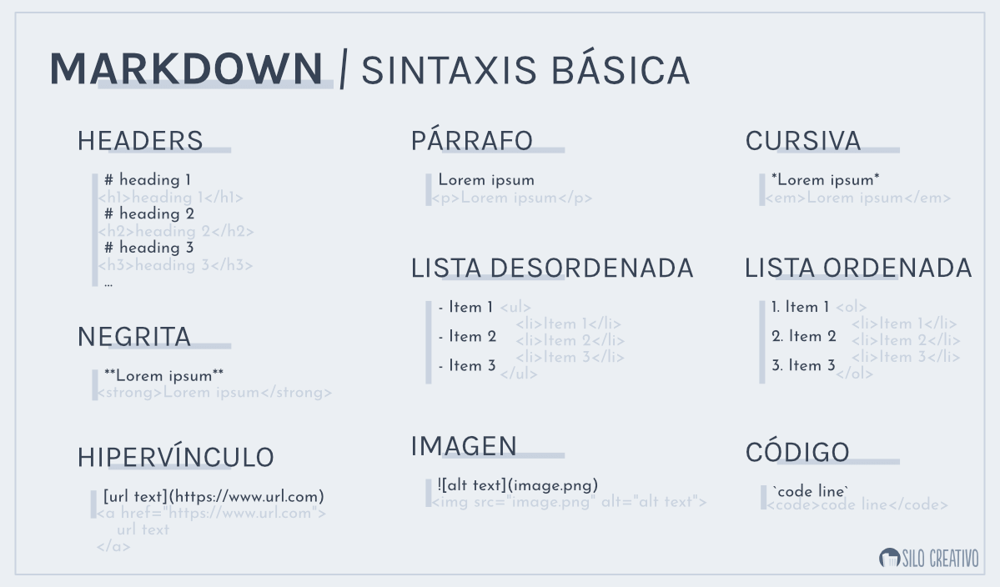 MARKDOWN / SINTAXIS BÁSICA
HEADERS
# heading 1
<h1>heading 1</h1>
# heading 2
<h2>heading 2</h2>
# heading 3
<h3>heading 3</h3>
...
NEGRITA
**Lorem ipsum**
<strong>Lorem ipsum</strong>
HIPERVÍNCULO
[url text](https://www.url.com)
<a href="https://www.url.com">
url text
</a>
PÁRRAFO
Lorem ipsum
<p>Lorem ipsum</p>
LISTA DESORDENADA
- Item 1 <ul>
<li>Item 1</li>
- Item 2 <li>Item 2</li>
<li>Item 3</li>
- Item 3 </ul>
IMAGEN
![alt text](image.png)
<img src="image.png" alt="alt text">
CURSIVA
*Lorem ipsum*
<em>Lorem ipsum</em>
LISTA ORDENADA
1. Item 1 <ol>
<li>Item 1</li>
2. Item 2 <li>Item 2</li>
<li>Item 3</li>
3. Item 3 </ol>
CÓDIGO
`code line`
<code>code line</code>
SILO CREATIVO